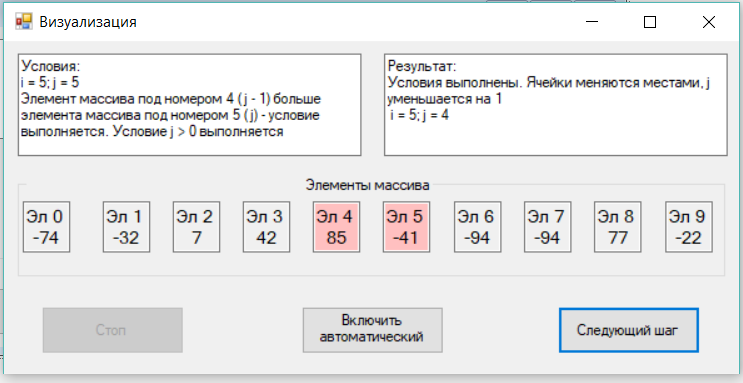 Визуализация
Условия:
i = 5; j = 5
Элемент массива под номером 4 ( j - 1) больше
элемента массива под номером 5 ( j) - условие
выполняется. Условие j > 0 выполняется
Результат:
Условия выполнены. Ячейки меняются местами, j
уменьшается на 1
i = 5; j = 4
Элементы массива
Эл 0 Эл 1 Эл 2 Эл 3 Эл 4 Эл 5 Эл 6 Эл 7 Эл 8 Эл 9
-74 -32 7 42 85 -41 -94 -94 77 -22
Стоп
Включить
автоматический
Следующий шаг